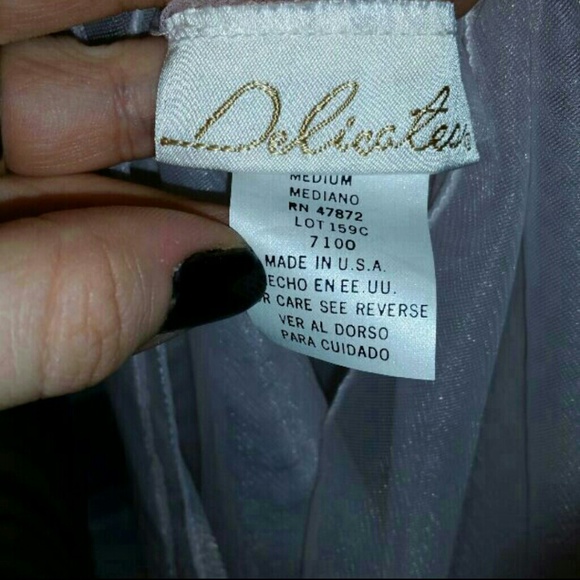 Delicates
MEDIUM
MEDIANO
RN 47872
LOT 159C
7100
MADE IN U.S.A.
ECHO EN EE.UU.
R CARE SEE REVERSE
VER AL DORSO
PARA CUIDADO